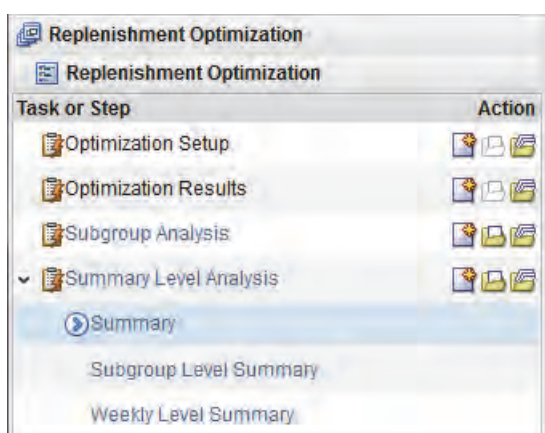 Replenishment Optimization
Replenishment Optimization
Task or Step Action
Optimization Setup
Optimization Results
Subgroup Analysis
Summary Level Analysis
Summary
Subgroup Level Summary
Weekly Level Summary